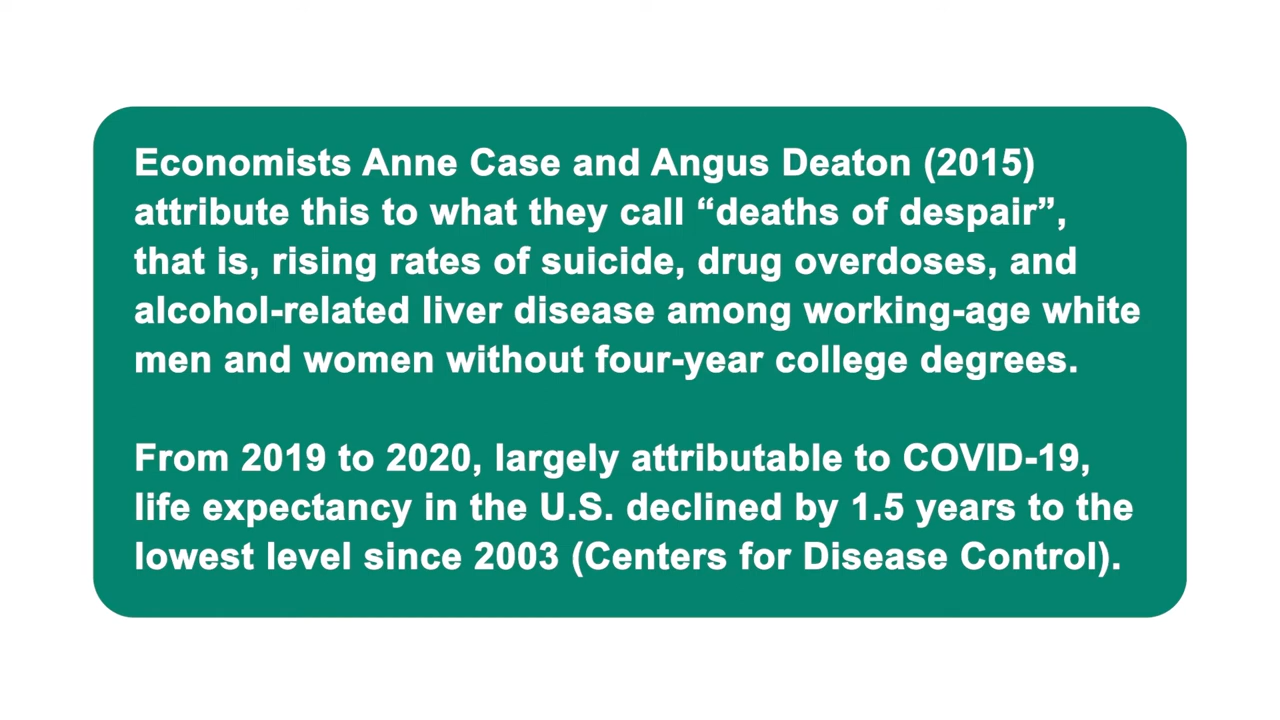 Economists Anne Case and Angus Deaton (2015)
attribute this to what they call “deaths of despair”,
that is, rising rates of suicide, drug overdoses, and
alcohol-related liver disease among working-age white
men and women without four-year college degrees.
From 2019 to 2020, largely attributable to COVID-19,
life expectancy in the U.S. declined by 1.5 years to the
lowest level since 2003 (Centers for Disease Control).